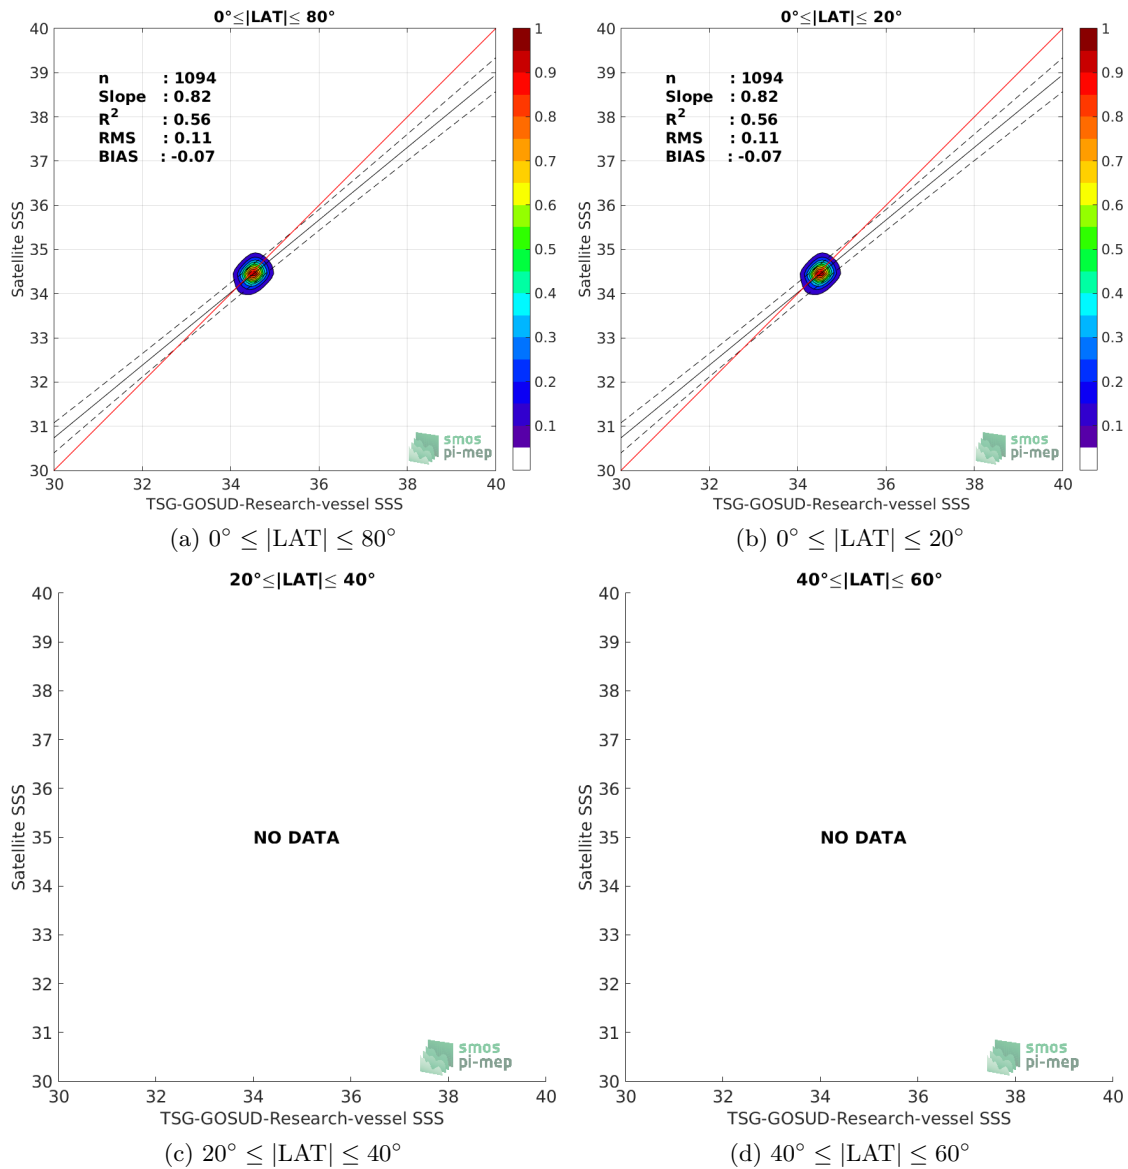 0°≤|LAT|≤ 80°
40
39
38
37
36
35
34
33
32
31
30
Satellite SSS
n : 1094
Slope : 0.82
R2 : 0.56
RMS : 0.11
BIAS : -0.07
smos
pi-mep
30 32 34 36 38 40
TSG-GOSUD-Research-vessel SSS
1
0.9
0.8
0.7
0.6
0.5
0.4
0.3
0.2
0.1
(a) 0° ≤ |LAT| ≤ 80°
0°≤|LAT|≤ 20°
40
39
38
37
36
35
34
33
32
31
30
Satellite SSS
n : 1094
Slope : 0.82
R2 : 0.56
RMS : 0.11
BIAS : -0.07
smos
pi-mep
30 32 34 36 38 40
TSG-GOSUD-Research-vessel SSS
1
0.9
0.8
0.7
0.6
0.5
0.4
0.3
0.2
0.1
(b) 0° ≤ |LAT| ≤ 20°
20°≤|LAT|≤ 40°
40
39
38
37
36
35
34
33
32
31
30
Satellite SSS
NO DATA
smos
pi-mep
30 32 34 36 38 40
TSG-GOSUD-Research-vessel SSS
(c) 20° ≤ |LAT| ≤ 40°
40°≤|LAT|≤ 60°
40
39
38
37
36
35
34
33
32
31
30
Satellite SSS
NO DATA
smos
pi-mep
30 32 34 36 38 40
TSG-GOSUD-Research-vessel SSS
(d) 40° ≤ |LAT| ≤ 60°